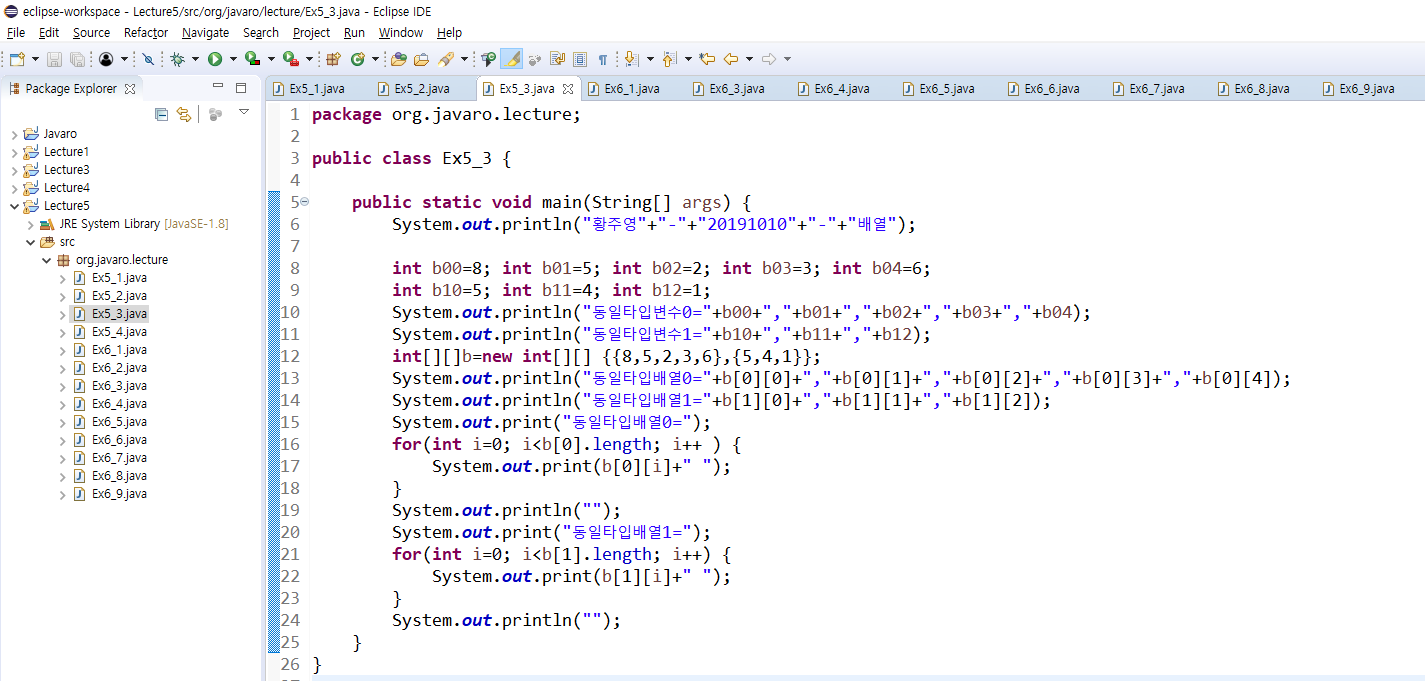 eclipse-workspace - Lecture5/src/org/javaro/lecture/Ex5_3.java - Eclipse IDE
File Edit Source Refactor Navigate Search Project Run Window Help
Package Explorer
Javaro
Lecture1
Lecture3
Lecture4
Lecture5
JRE System Library [JavaSE-1.8]
src
org.javaro.lecture
Ex5_1.java
Ex5_2.java
Ex5_3.java
Ex5_4.java
Ex6_1.java
Ex6_2.java
Ex6_3.java
Ex6_4.java
Ex6_5.java
Ex6_6.java
Ex6_7.java
Ex6_8.java
Ex6_9.java
Ex5_1.java Ex5_2.java Ex5_3.java Ex6_1.java Ex6_3.java Ex6_4.java Ex6_5.java Ex6_6.java Ex6_7.java Ex6_8.java Ex6_9.java
1 package org.javaro.lecture;
2
3 public class Ex5_3 {
4
5 public static void main(String[] args) {
6 System.out.println("황주영"+"-"+"20191010"+"-"+"배열");
7
8 int b00=8; int b01=5; int b02=2; int b03=3; int b04=6;
9 int b10=5; int b11=4; int b12=1;
10 System.out.println("동일타입변수0="+b00+","+b01+","+b02+","+b03+","+b04);
11 System.out.println("동일타입변수1="+b10+","+b11+","+b12);
12 int[][]b=new int[][] {{8,5,2,3,6},{5,4,1}};
13 System.out.println("동일타입배열0="+b[0][0]+","+b[0][1]+","+b[0][2]+","+b[0][3]+","+b[0][4]);
14 System.out.println("동일타입배열1="+b[1][0]+","+b[1][1]+","+b[1][2]);
15 System.out.print("동일타입배열0=");
16 for(int i=0; i<b[0].length; i++ ) {
17 System.out.print(b[0][i]+" ");
18 }
19 System.out.println("");
20 System.out.print("동일타입배열1=");
21 for(int i=0; i<b[1].length; i++) {
22 System.out.print(b[1][i]+" ");
23 }
24 System.out.println("");
25 }
26 }